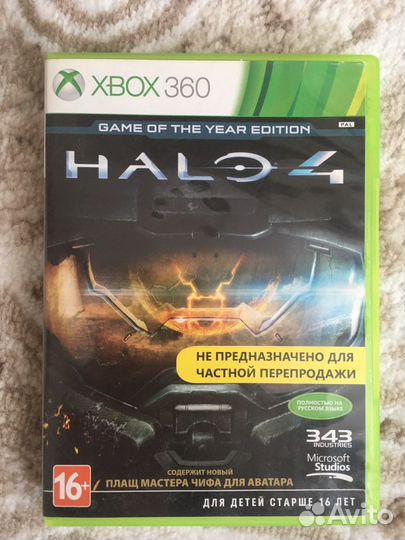 XBOX 360
GAME OF THE YEAR EDITION
PAL
HALO 4
НЕ ПРЕДНАЗНАЧЕНО ДЛЯ
ЧАСТНОЙ ПЕРЕПРОДАЖИ
ПОЛНОСТЬЮ НА
РУССКОМ ЯЗЫКЕ
343
INDUSTRIES
Microsoft
Studios
16+
СОДЕРЖИТ НОВЫЙ
ПЛАЩ МАСТЕРА ЧИФА ДЛЯ АВАТАРА
ДЛЯ ДЕТЕЙ СТАРШЕ 16 ЛЕТ
Avito